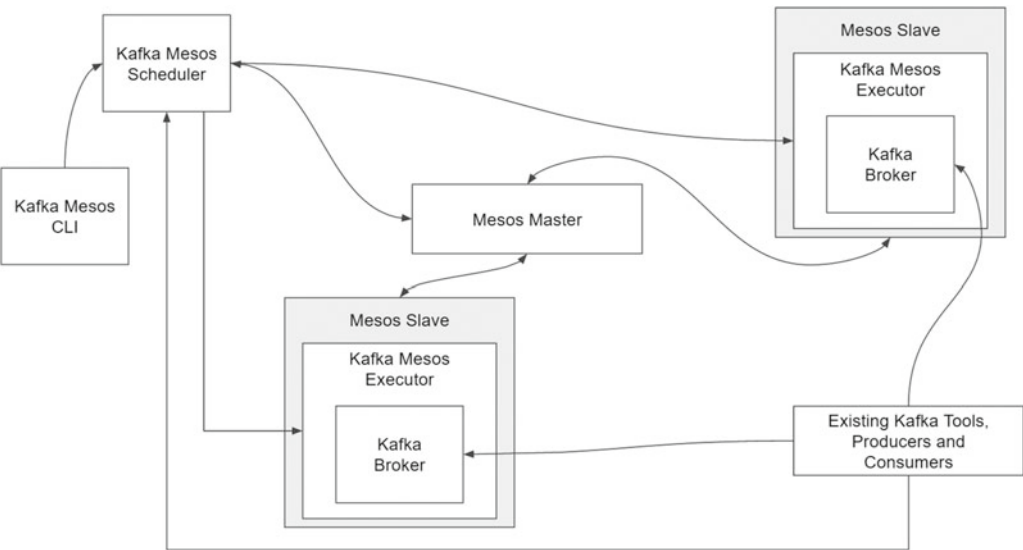 Kafka Mesos
Scheduler
Mesos Slave
Kafka Mesos
Executor
Kafka
Broker
Kafka Mesos
CLI
Mesos Master
Mesos Slave
Kafka Mesos
Executor
Kafka
Broker
Existing Kafka Tools,
Producers and
Consumers